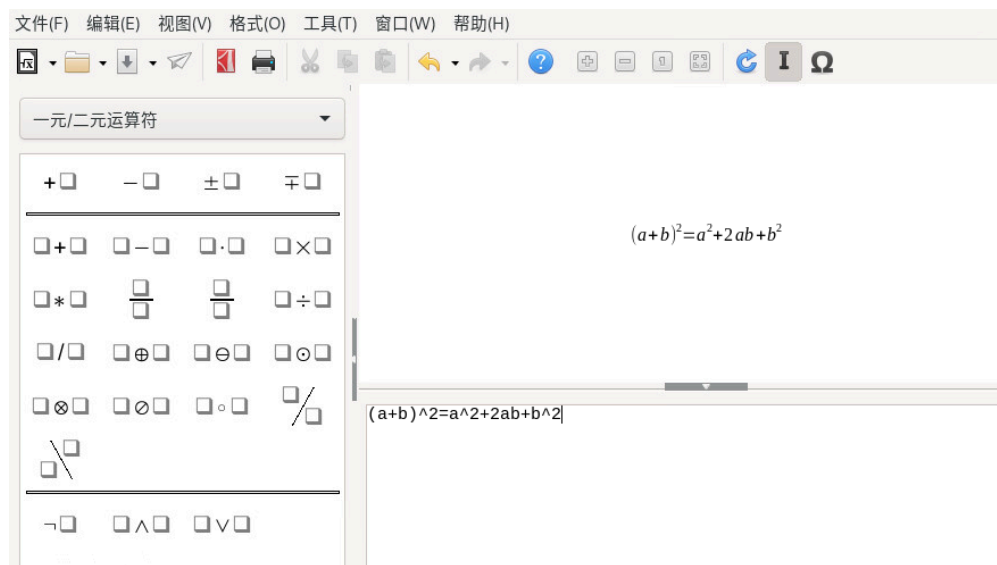 文件(F) 编辑(E) 视图(V) 格式(O) 工具(T) 窗口(W) 帮助(H)
一元/二元运算符
+□ −□ ±□ ∓□
□+□ □−□ □·□ □×□
□∗□ □/□ □/□ □÷□
□/□ □⊕□ □⊖□ □⊙□
□⊗□ □⊘□ □∘□ □/□
□\□
¬□ □∧□ □∨□
(a+b)²=a²+2ab+b²
(a+b)^2=a^2+2ab+b^2